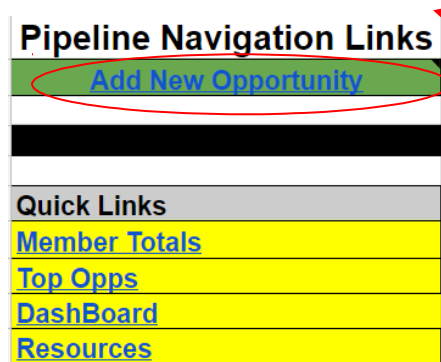 Pipeline Navigation Links
Add New Opportunity
Quick Links
Member Totals
Top Opps
DashBoard
Resources